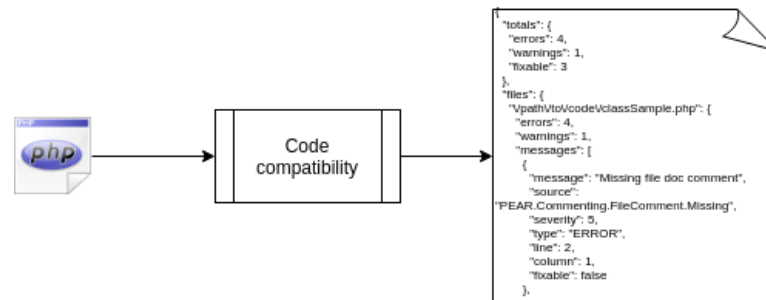 PHP
php
Code
compatibility
{
"totals": {
"errors": 4,
"warnings": 1,
"fixable": 3
},
"files": {
"\/path\/to\/code\/classSample.php": {
"errors": 4,
"warnings": 1,
"messages": [
{
"message": "Missing file doc comment",
"source":
"PEAR.Commenting.FileComment.Missing",
"severity": 5,
"type": "ERROR",
"line": 2,
"column": 1,
"fixable": false
},